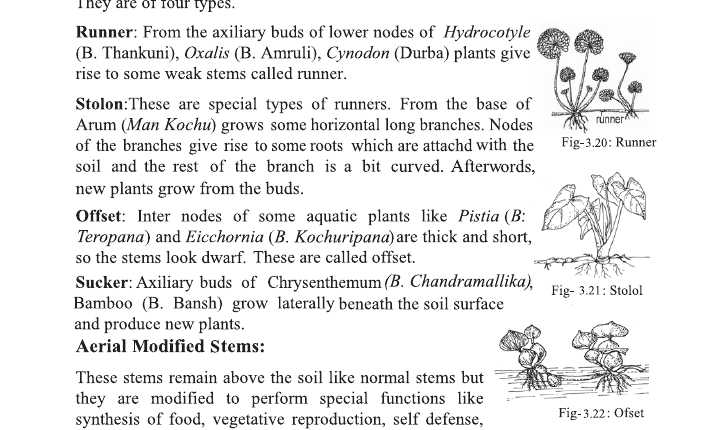 They are of four types.
Runner: From the axiliary buds of lower nodes of Hydrocotyle
(B. Thankuni), Oxalis (B. Amruli), Cynodon (Durba) plants give
rise to some weak stems called runner.
runner
Fig-3.20: Runner
Stolon:These are special types of runners. From the base of
Arum (Man Kochu) grows some horizontal long branches. Nodes
of the branches give rise to some roots which are attachd with the
soil and the rest of the branch is a bit curved. Afterwords,
new plants grow from the buds.
Offset: Inter nodes of some aquatic plants like Pistia (B:
Teropana) and Eicchornia (B. Kochuripana)are thick and short,
so the stems look dwarf. These are called offset.
Fig- 3.21: Stolol
Sucker: Axiliary buds of Chrysenthemum (B. Chandramallika),
Bamboo (B. Bansh) grow laterally beneath the soil surface
and produce new plants.
Aerial Modified Stems:
These stems remain above the soil like normal stems but
they are modified to perform special functions like
synthesis of food, vegetative reproduction, self defense,
Fig-3.22: Ofset